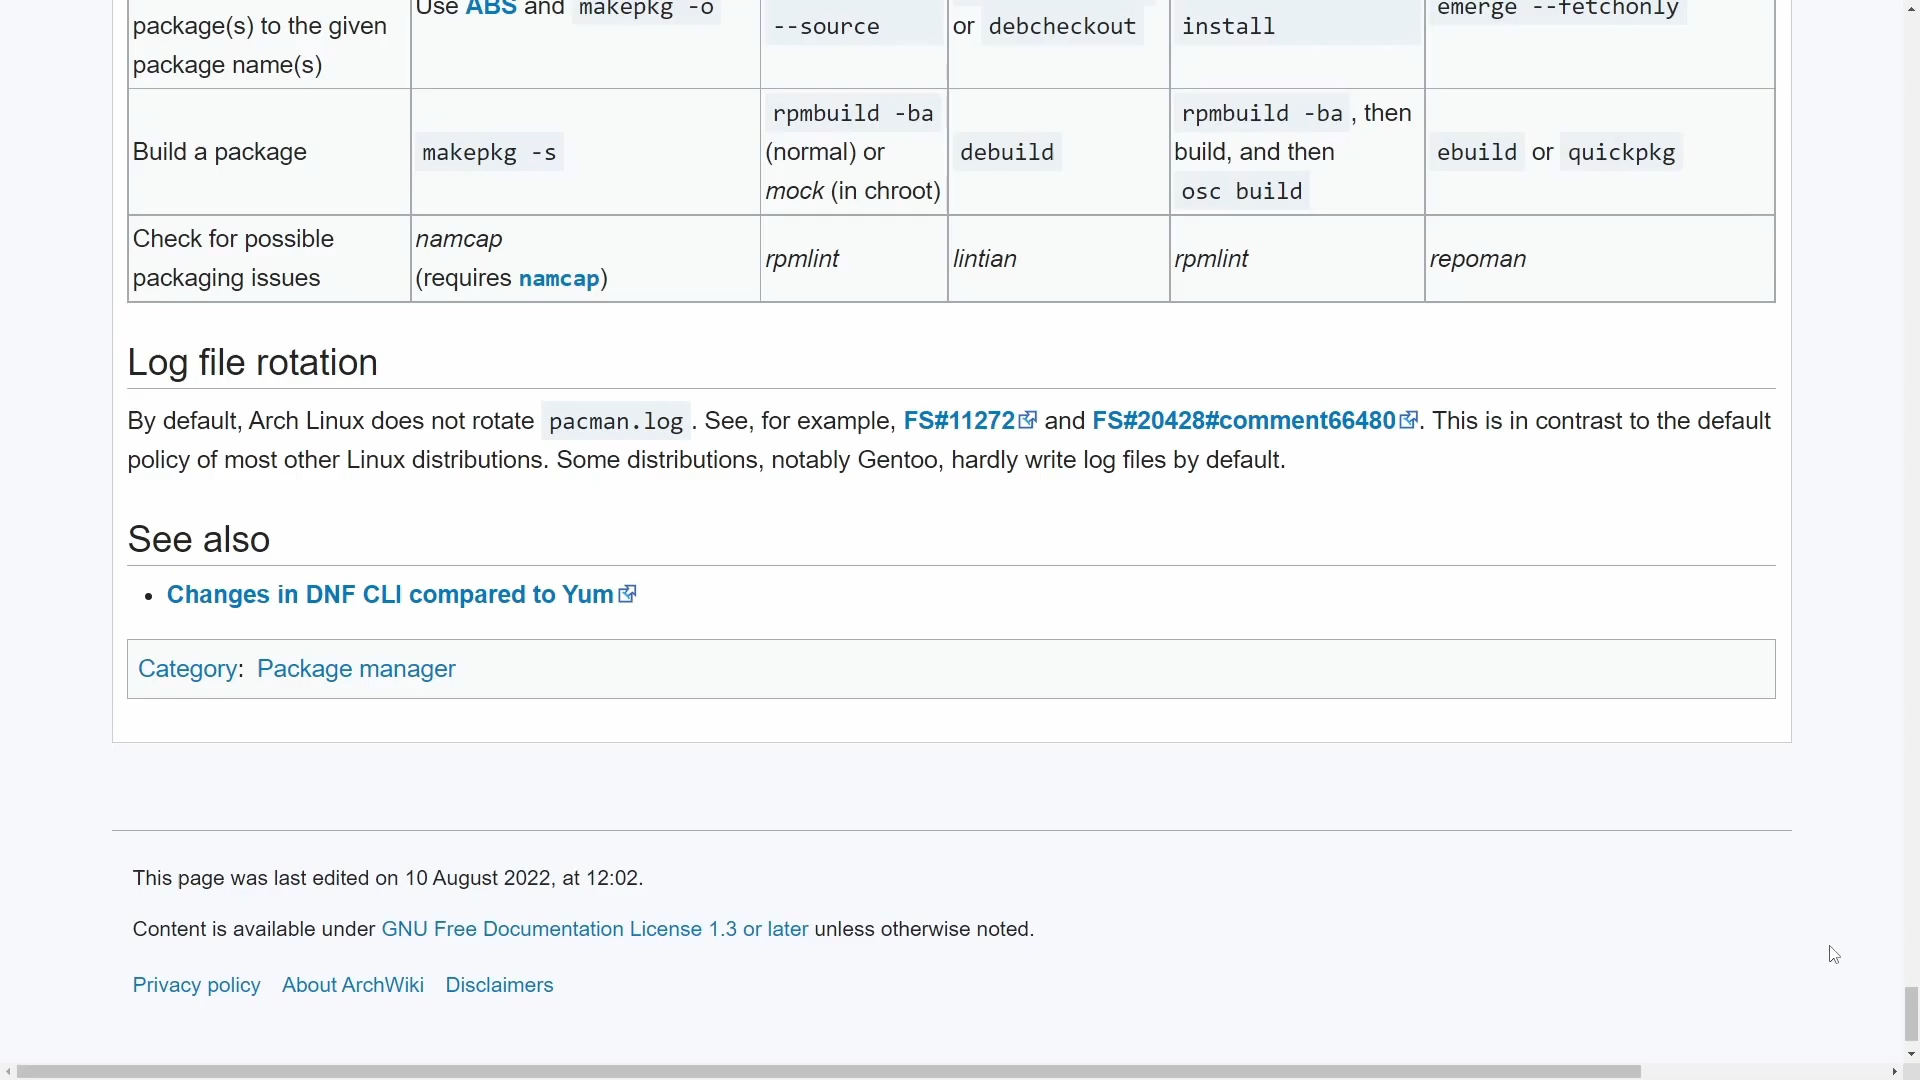 package(s) to the given
package name(s)
Use ABS and makepkg -o
--source
or debcheckout
install
emerge --fetchonly
Build a package
makepkg -s
rpmbuild -ba
(normal) or
mock (in chroot)
debuild
rpmbuild -ba , then
build, and then
osc build
ebuild or quickpkg
Check for possible
packaging issues
namcap
(requires namcap)
rpmlint
lintian
rpmlint
repoman
Log file rotation
By default, Arch Linux does not rotate pacman.log . See, for example, FS#11272 and FS#20428#comment66480. This is in contrast to the default
policy of most other Linux distributions. Some distributions, notably Gentoo, hardly write log files by default.
See also
• Changes in DNF CLI compared to Yum
Category: Package manager
This page was last edited on 10 August 2022, at 12:02.
Content is available under GNU Free Documentation License 1.3 or later unless otherwise noted.
Privacy policy About ArchWiki Disclaimers